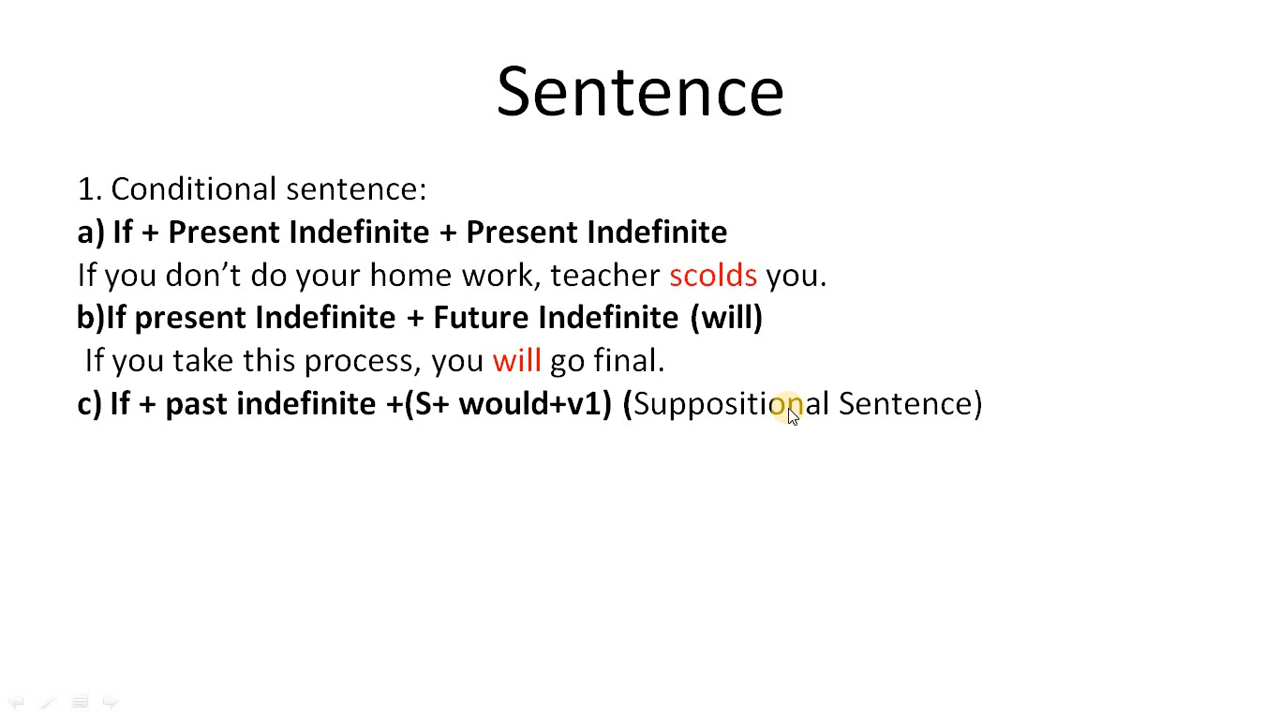 Sentence
1. Conditional sentence:
a) If + Present Indefinite + Present Indefinite
If you don’t do your home work, teacher scolds you.
b)If present Indefinite + Future Indefinite (will)
If you take this process, you will go final.
c) If + past indefinite +(S+ would+v1) (Suppositional Sentence)